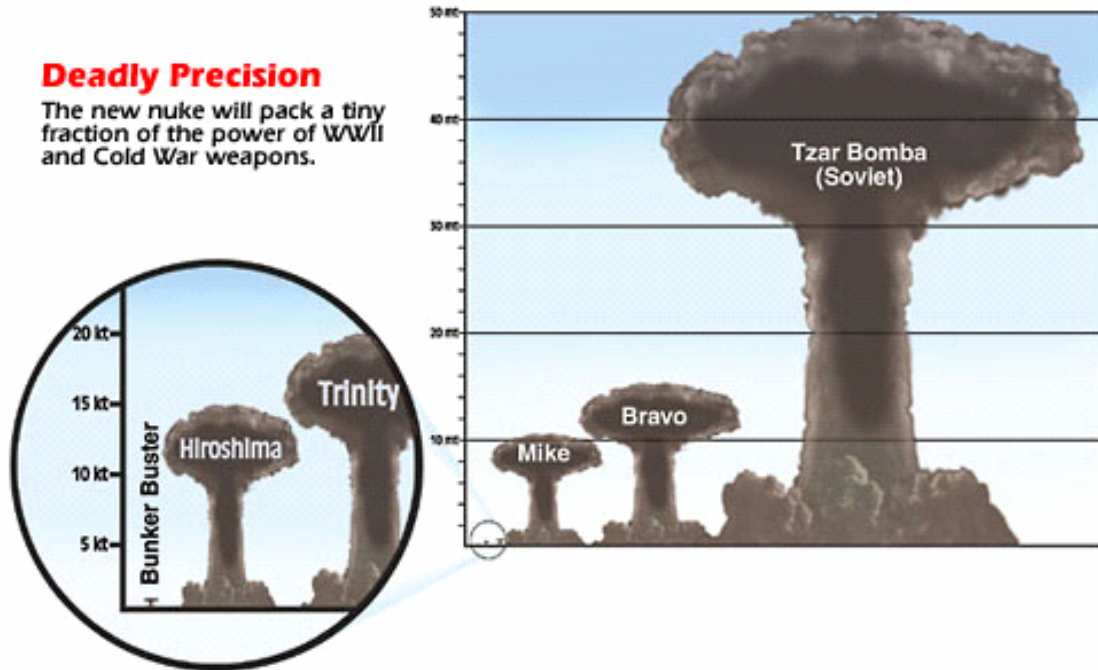 Deadly Precision
The new nuke will pack a tiny
fraction of the power of WWII
and Cold War weapons.
50 mt
40 mt
30 mt
20 mt
10 mt
Tzar Bomba
(Soviet)
Bravo
Mike
20 kt
15 kt
10 kt
5 kt
Bunker Buster
Hiroshima
Trinity